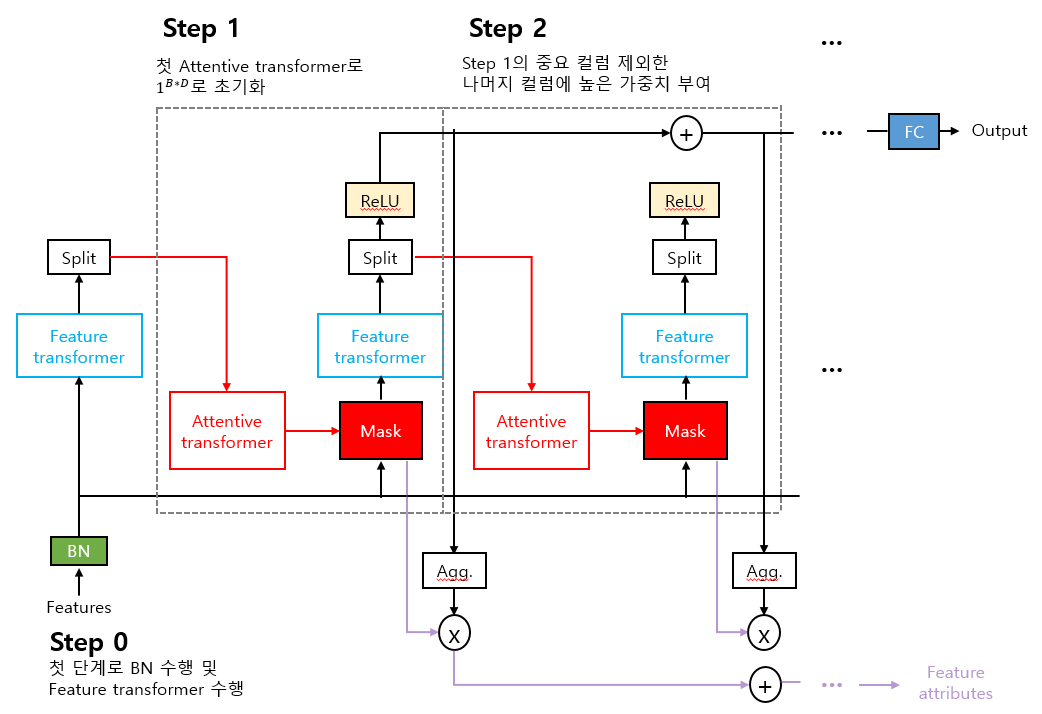 Step 1
첫 Attentive transformer로
1^{B*D}로 초기화
Step 2
Step 1의 중요 컬럼 제외한
나머지 컬럼에 높은 가중치 부여
...
+
...
FC
Output
ReLU
ReLU
Split
Split
Split
Feature
transformer
Feature
transformer
Feature
transformer
...
Attentive
transformer
Mask
Attentive
transformer
Mask
BN
Features
Agg.
Agg.
x
x
Step 0
첫 단계로 BN 수행 및
Feature transformer 수행
+
...
Feature
attributes